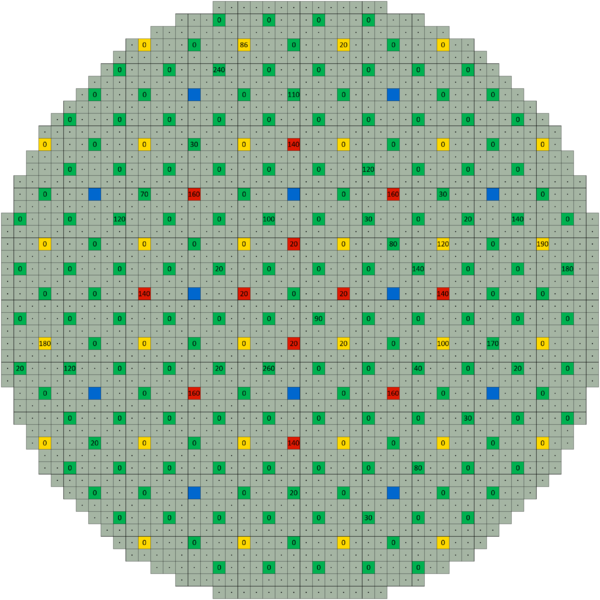 0 0 0 0
0 0 86 0 20 0 0
0 0 240 0 0 0 0 0
0 0 0 110 0 0 0
0 0 0 0 0 0 0 0 0 0
0 0 0 30 0 140 0 0 0 0 0
0 0 0 0 0 0 120 0 0 0
0 70 160 0 0 160 30 0
0 0 120 0 0 100 0 30 0 20 140 0
0 0 0 0 0 20 0 80 120 0 190
0 0 0 0 20 0 0 0 140 0 0 180
0 0 140 20 0 20 140 0 0
0 0 0 0 0 0 90 0 0 0 0 0
180 0 0 0 0 20 20 0 100 170 0
20 120 0 0 20 260 0 0 40 0 20 0
0 0 160 0 0 160 0 0
0 0 0 0 0 0 0 0 30 0
0 20 0 0 0 140 0 0 0 0 0
0 0 0 0 0 0 0 80 0 0
0 0 0 20 0 0 0
0 0 0 0 0 30 0 0
0 0 0 0 0 0 0
0 0 0 0